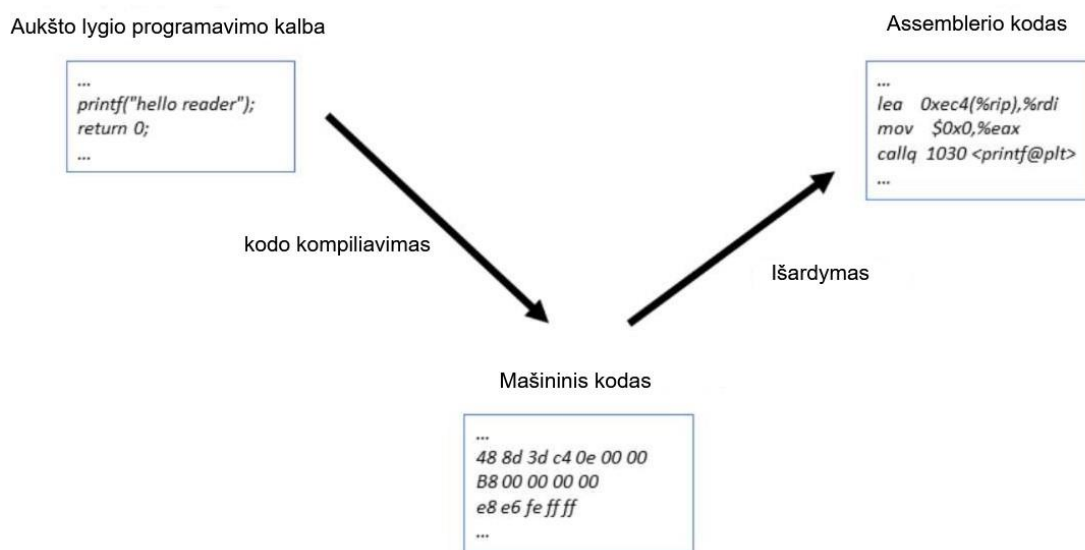 Aukšto lygio programavimo kalba
...
printf("hello reader");
return 0;
...
Assemblerio kodas
...
lea 0xec4(%rip),%rdi
mov $0x0,%eax
callq 1030 <printf@plt>
...
kodo kompiliavimas
Išardymas
Mašininis kodas
...
48 8d 3d c4 0e 00 00
B8 00 00 00 00
e8 e6 fe ff ff
...